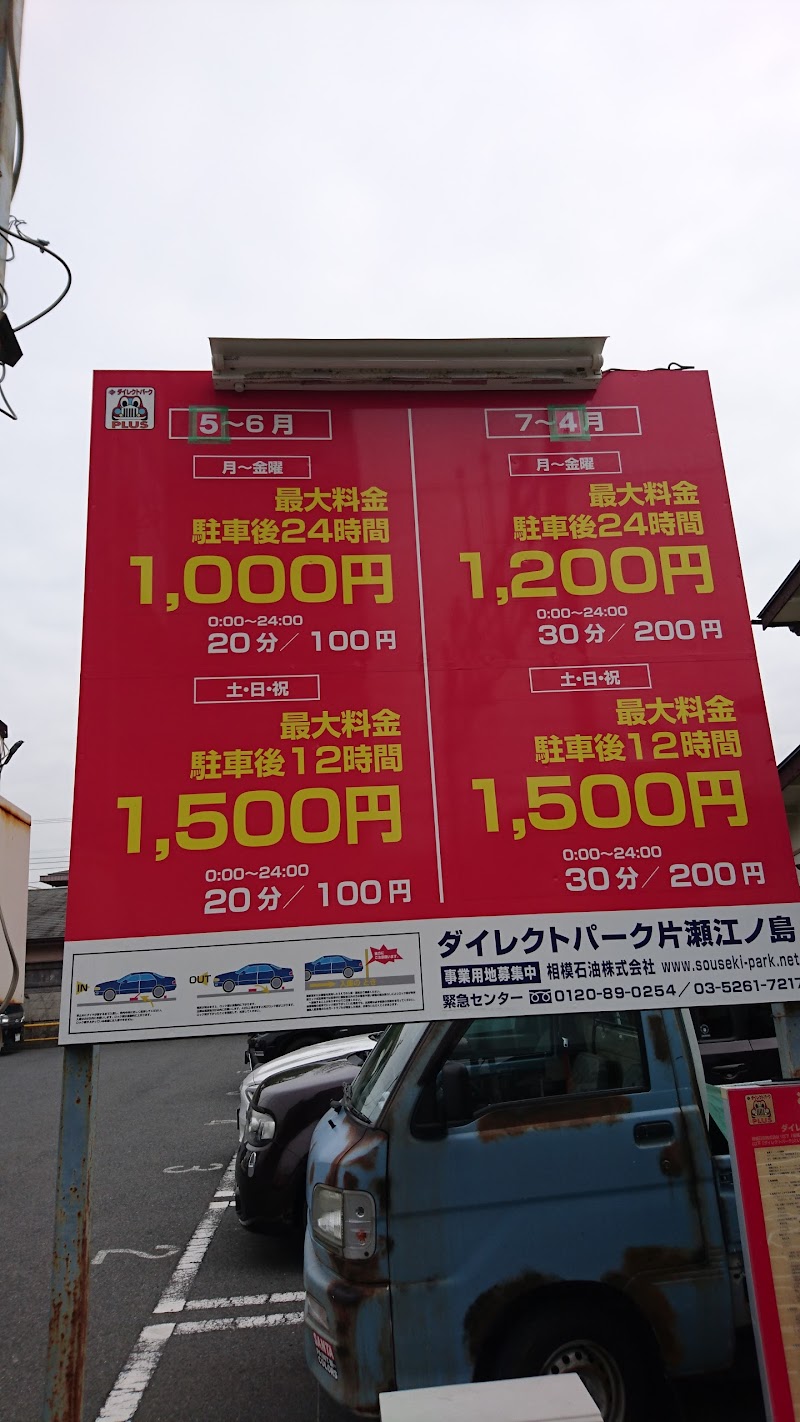 ダイレクトパーク
PLUS
5～6月
月～金曜
最大料金
駐車後24時間
1,000円
0:00～24:00
20分／100円
土・日・祝
最大料金
駐車後12時間
1,500円
0:00～24:00
20分／100円
7～4月
月～金曜
最大料金
駐車後24時間
1,200円
0:00～24:00
30分／200円
土・日・祝
最大料金
駐車後12時間
1,500円
0:00～24:00
30分／200円
IN
OUT
ダイレクトパーク片瀬江ノ島
事業用地募集中 相模石油株式会社 www.souseki-park.net
緊急センター 0120-89-0254／03-5261-7217
3
2
PLUS